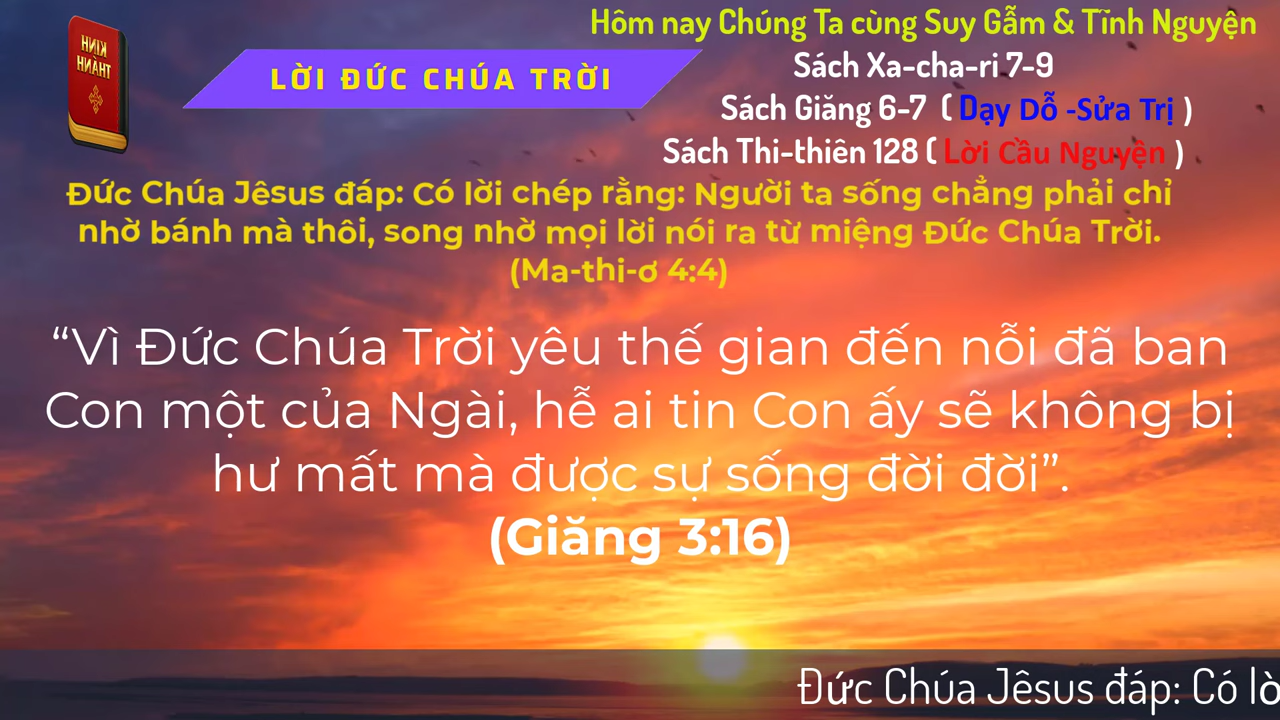 KINH
THÁNH
LỜI ĐỨC CHÚA TRỜI
Hôm nay Chúng Ta cùng Suy Gẫm & Tĩnh Nguyện
Sách Xa-cha-ri 7-9
Sách Giăng 6-7 ( Dạy Dỗ -Sửa Trị )
Sách Thi-thiên 128 ( Lời Cầu Nguyện )
Đức Chúa Jêsus đáp: Có lời chép rằng: Người ta sống chẳng phải chỉ
nhờ bánh mà thôi, song nhờ mọi lời nói ra từ miệng Đức Chúa Trời.
(Ma-thi-ơ 4:4)
“Vì Đức Chúa Trời yêu thế gian đến nỗi đã ban
Con một của Ngài, hễ ai tin Con ấy sẽ không bị
hư mất mà được sự sống đời đời”.
(Giăng 3:16)
Đức Chúa Jêsus đáp: Có lờ